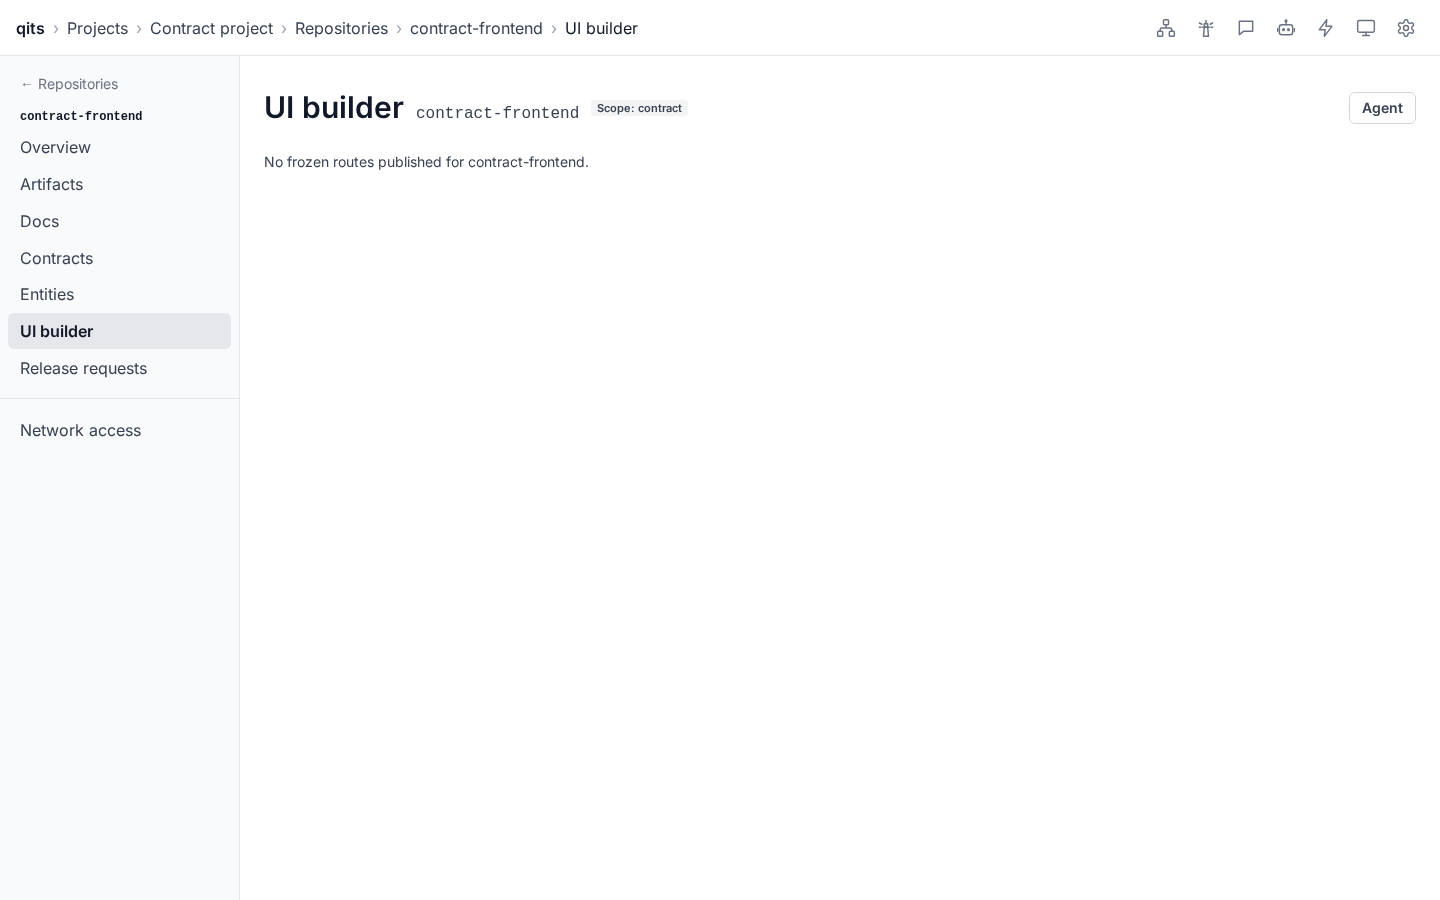 qits › Projects › Contract project › Repositories › contract-frontend › UI builder
← Repositories
contract-frontend
Overview
Artifacts
Docs
Contracts
Entities
UI builder
Release requests
Network access
UI builder contract-frontend Scope: contract
Agent
No frozen routes published for contract-frontend.